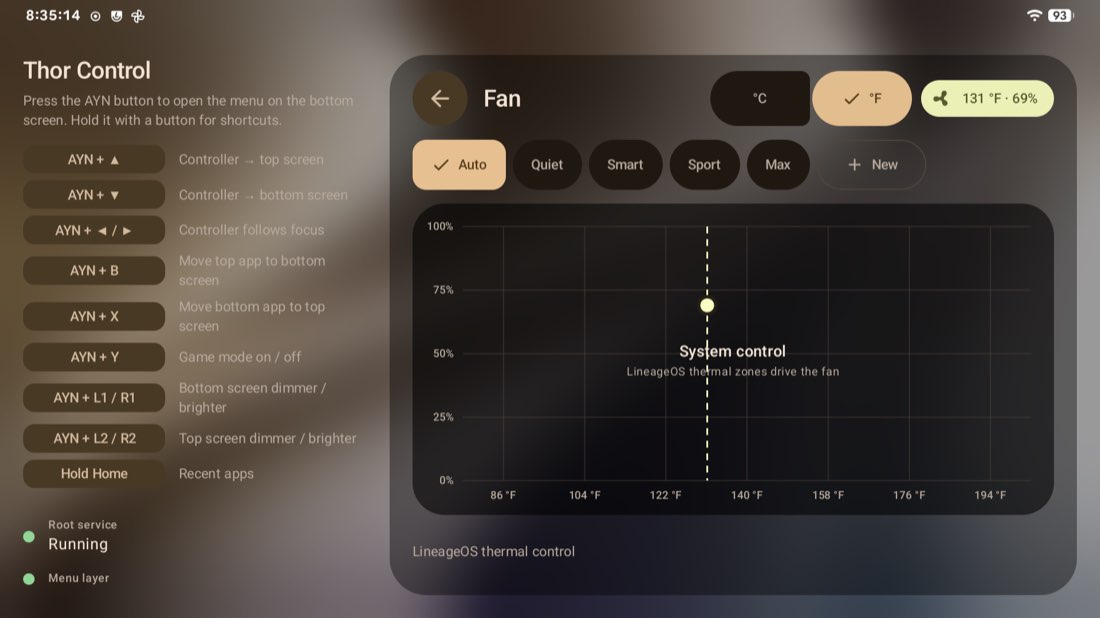 8:35:14
93
Thor Control
Press the AYN button to open the menu on the bottom
screen. Hold it with a button for shortcuts.
AYN + ▲
Controller → top screen
AYN + ▼
Controller → bottom screen
AYN + ◄ / ►
Controller follows focus
AYN + B
Move top app to bottom
screen
AYN + X
Move bottom app to top
screen
AYN + Y
Game mode on / off
AYN + L1 / R1
Bottom screen dimmer /
brighter
AYN + L2 / R2
Top screen dimmer / brighter
Hold Home
Recent apps
Root service
Running
Menu layer
Fan
°C
°F
131 °F · 69%
Auto
Quiet
Smart
Sport
Max
+ New
100%
75%
50%
25%
0%
System control
LineageOS thermal zones drive the fan
86 °F
104 °F
122 °F
140 °F
158 °F
176 °F
194 °F
LineageOS thermal control